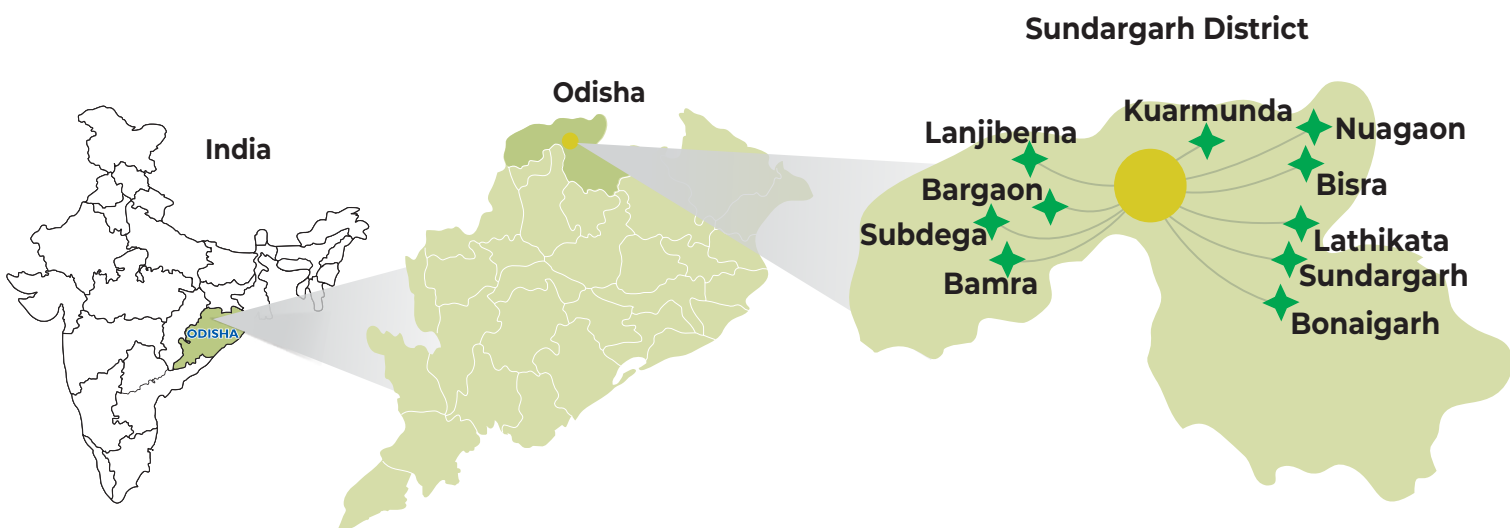 Sundargarh District
Odisha
India
ODISHA
Kuarmunda
Lanjiberna
Nuagaon
Bargaon
Bisra
Subdega
Lathikata
Bamra
Sundargarh
Bonaigarh